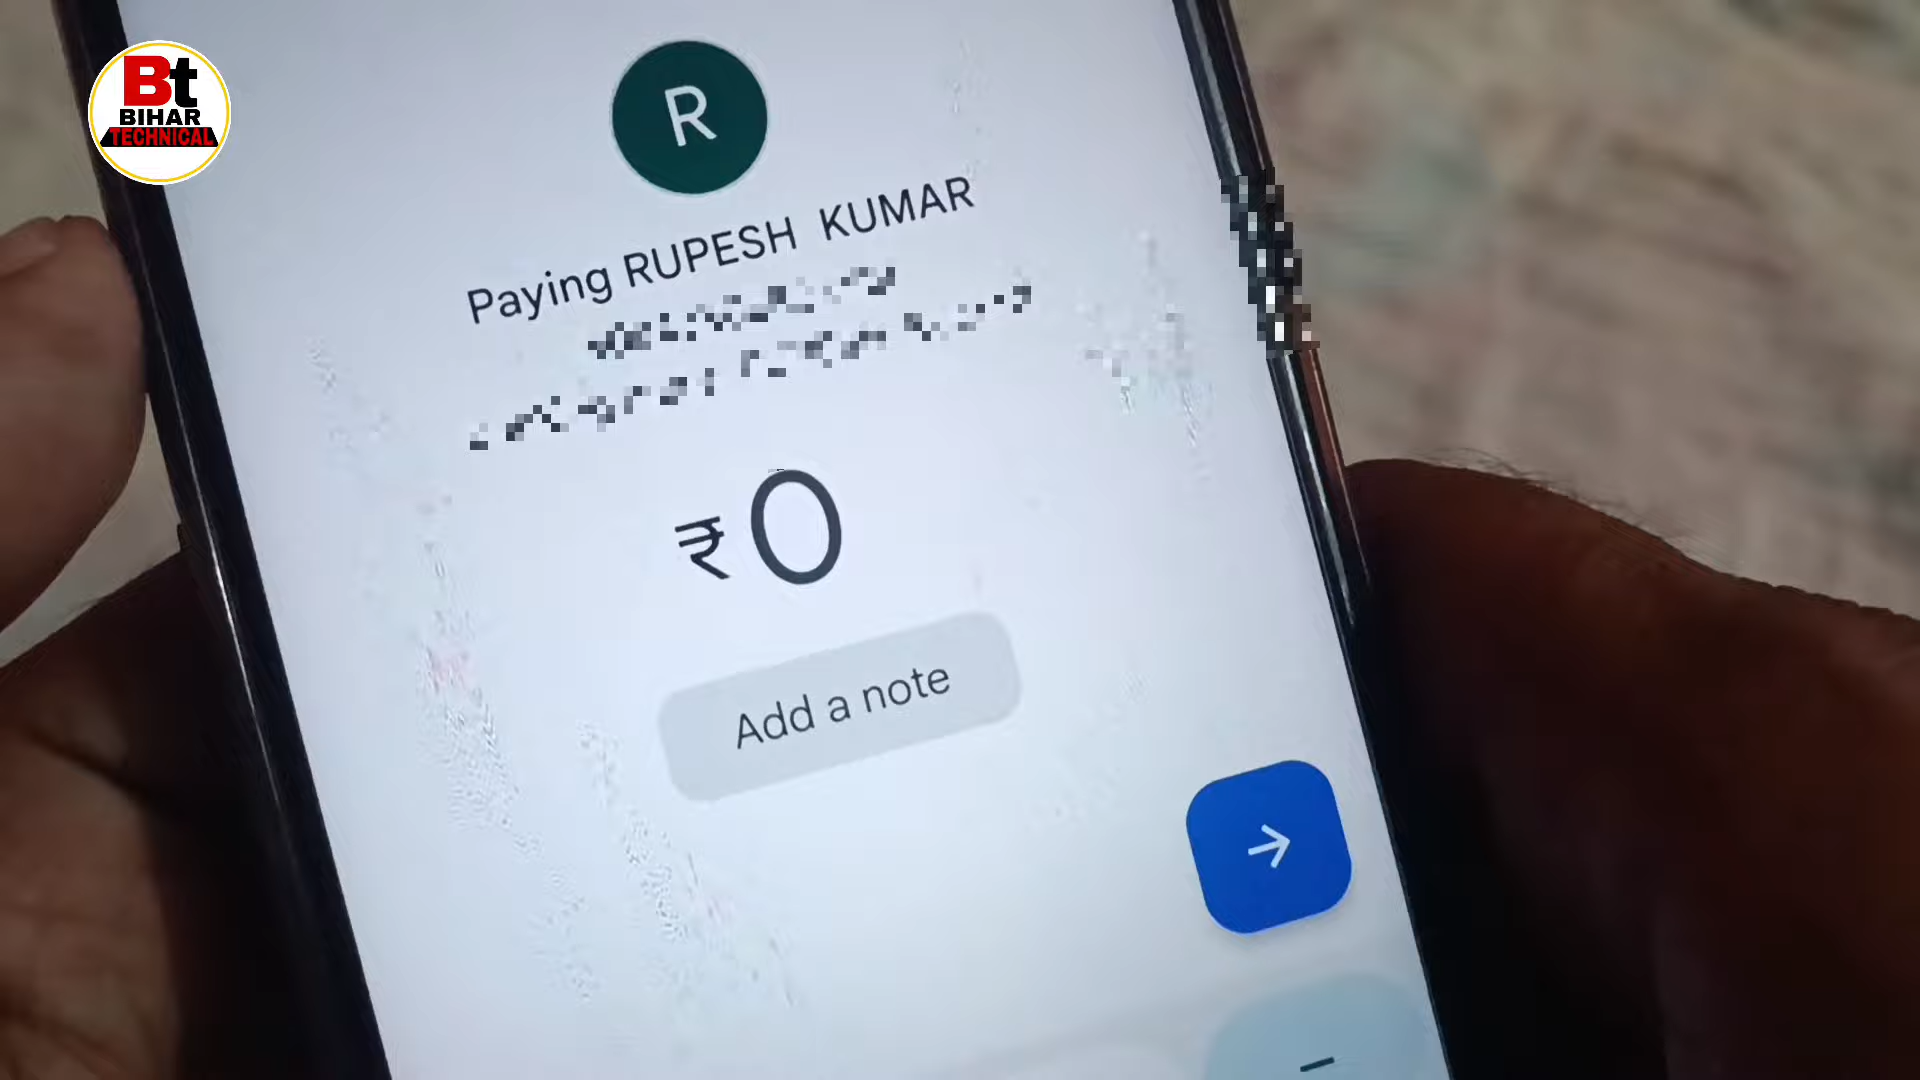 Bt
BIHAR
TECHNICAL
R
Paying RUPESH KUMAR
₹0
Add a note